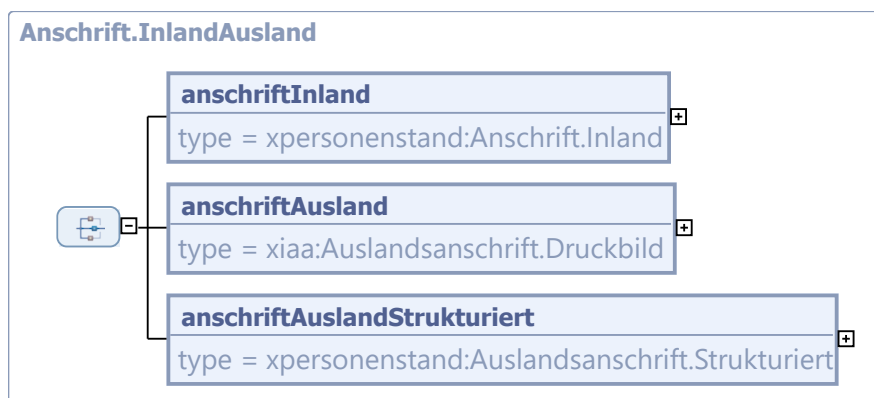 Anschrift.InlandAusland
anschriftInland
type = xpersonenstand:Anschrift.Inland
anschriftAusland
type = xiaa:Auslandsanschrift.Druckbild
anschriftAuslandStrukturiert
type = xpersonenstand:Auslandsanschrift.Strukturiert